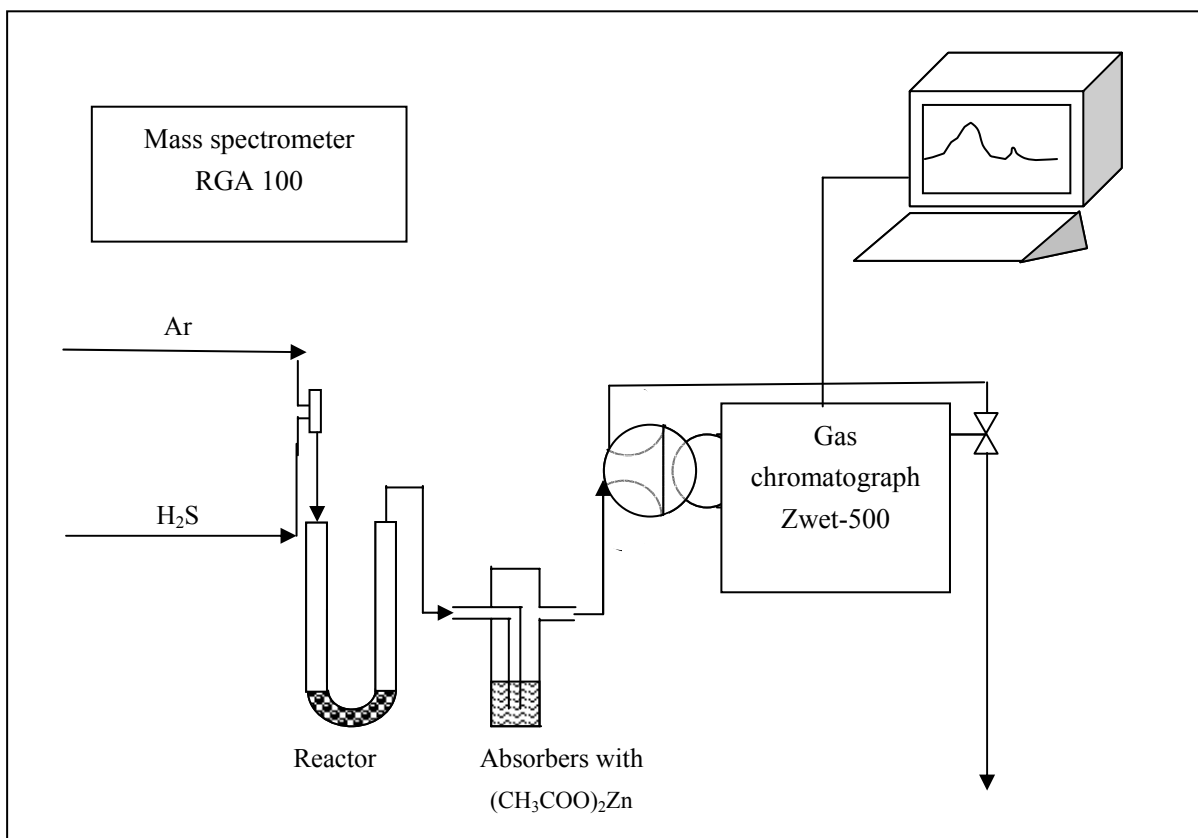 Mass spectrometer
RGA 100
Ar
Gas
chromatograph
Zwet-500
H₂S
Reactor
Absorbers with
(CH₃COO)₂Zn